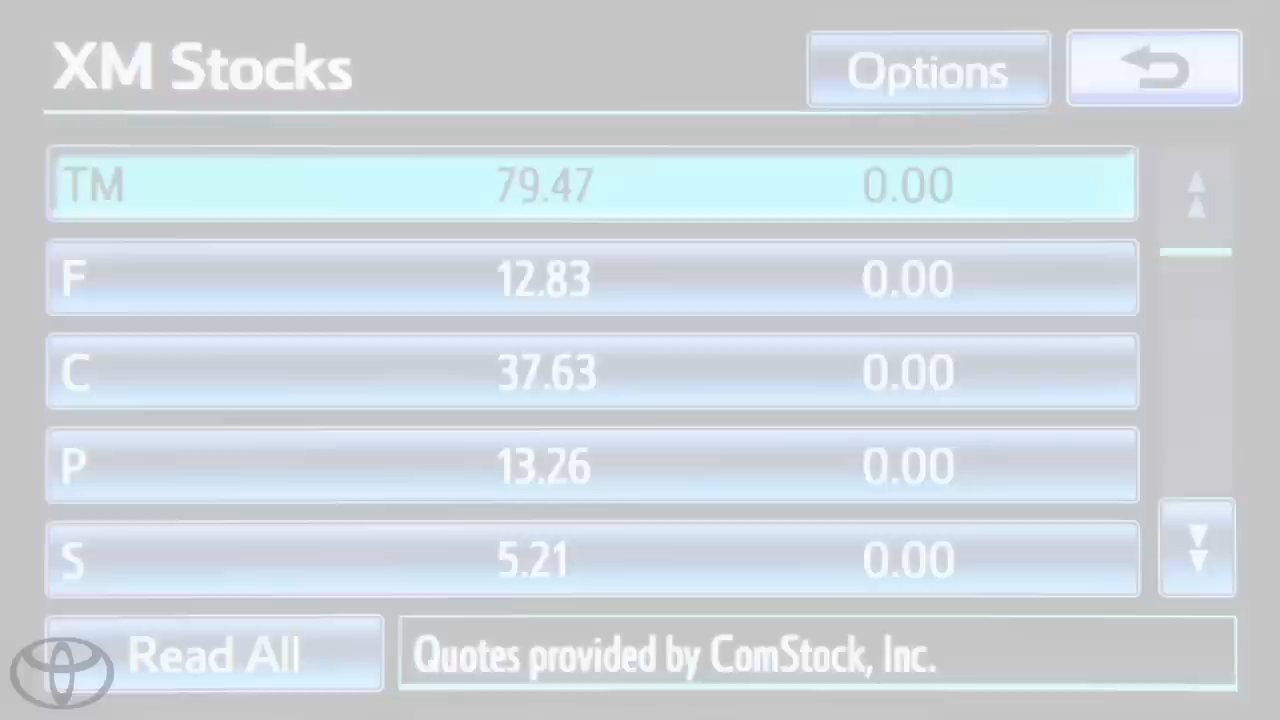 XM Stocks Options
TM 79.47 0.00
F 12.83 0.00
C 37.63 0.00
P 13.26 0.00
S 5.21 0.00
Read All Quotes provided by ComStock, Inc.